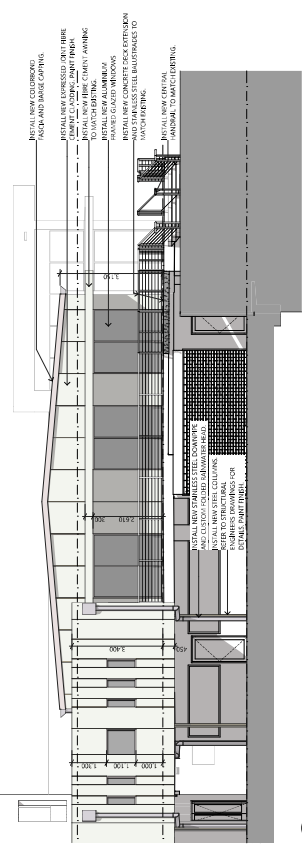 INSTALL NEW COLORBOND
FASCIA AND BARGE CAPPING.
INSTALL NEW EXPRESSED JOINT FIBRE
CEMENT CLADDING. PAINT FINISH.
INSTALL NEW FIBRE CEMENT AWNING
TO MATCH EXISTING.
INSTALL NEW ALUMINIUM
FRAMED GLAZED WINDOWS
INSTALL NEW CONCRETE DECK EXTENSION
AND STAINLESS STEEL BALUSTRADES TO
MATCH EXISTING.
INSTALL NEW CENTRAL
HANDRAIL TO MATCH EXISTING.
3.150
2.610
700
3.400
450
1.300
1.100
1.000
INSTALL NEW STAINLESS STEEL DOWNPIPE
AND CUSTOM FOLDED RAINWATER HEAD.
INSTALL NEW STEEL COLUMNS.
REFER TO STRUCTURAL
ENGINEERS DRAWINGS FOR
DETAILS. PAINT FINISH.